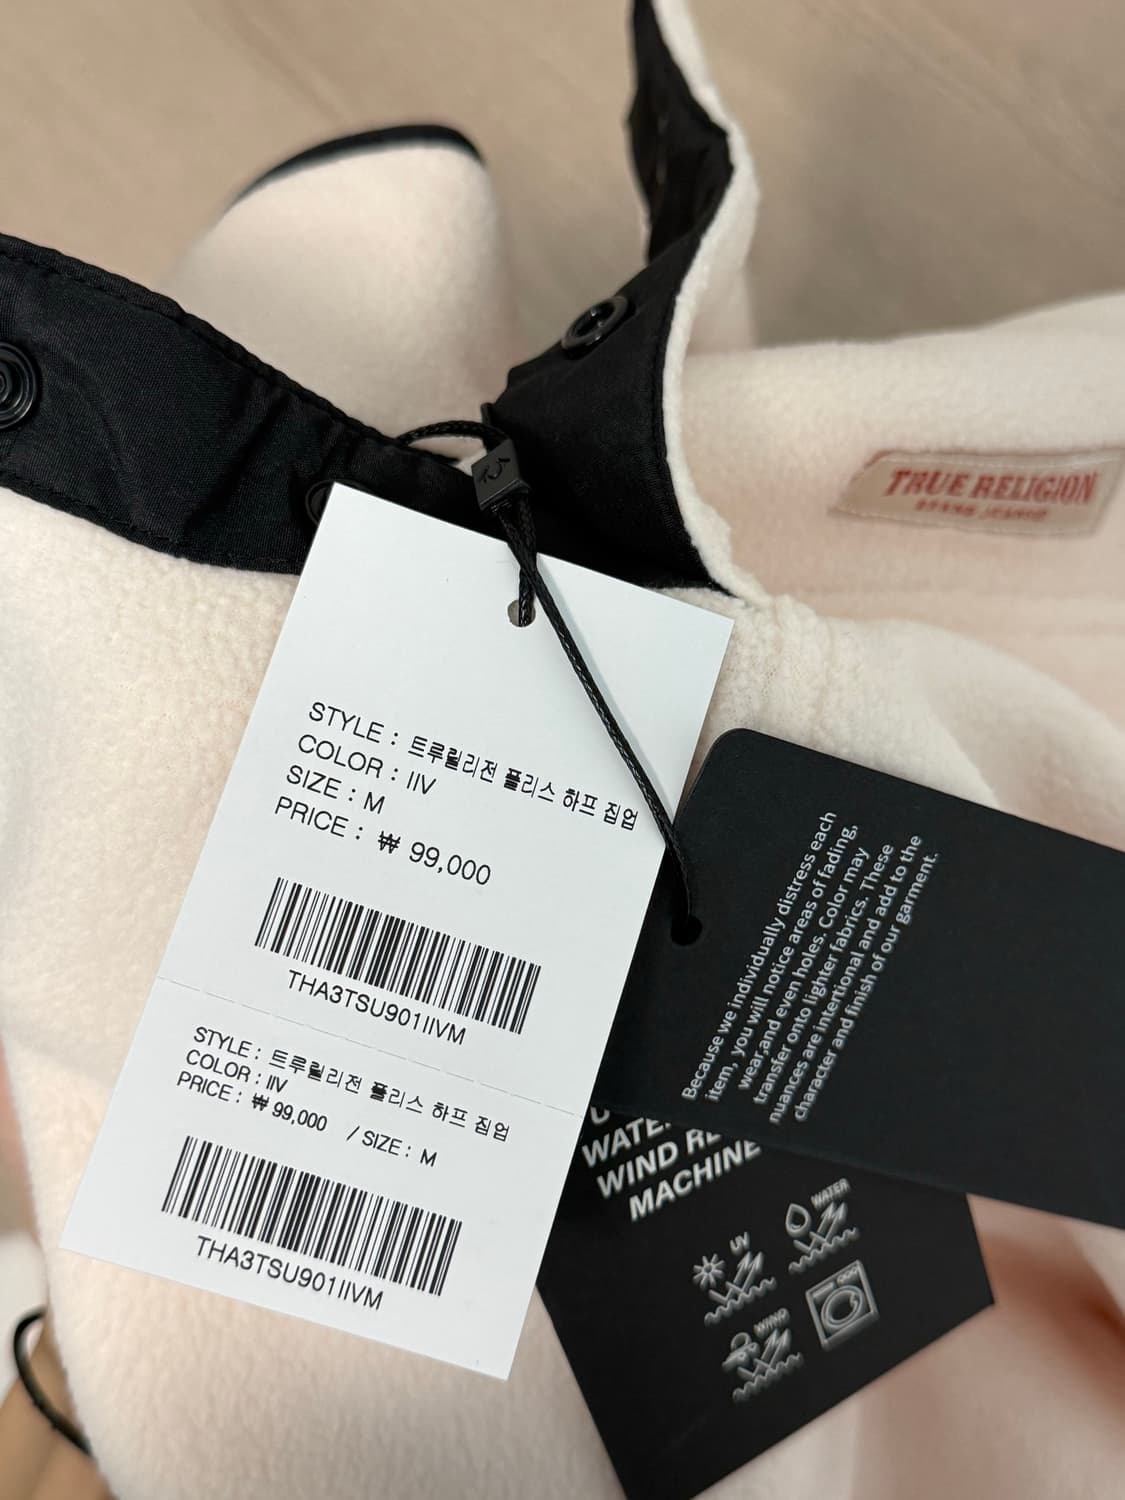 TRUE RELIGION
BRAND JEANS
STYLE : 트루릴리전 플리스 하프 집업
COLOR : IIV
SIZE : M
PRICE : ₩ 99,000
THA3TSU901IIVM
STYLE : 트루릴리전 플리스 하프 집업
COLOR : IIV
PRICE : ₩ 99,000 / SIZE : M
THA3TSU901IIVM
Because we individually distress each
item, you will notice areas of fading,
wear,and even holes. Color may
transfer onto lighter fabrics. These
nuances are intentional and add to the
character and finish of our garment.
WATE
WIND RE
MACHINE
UV
WATER
WIND